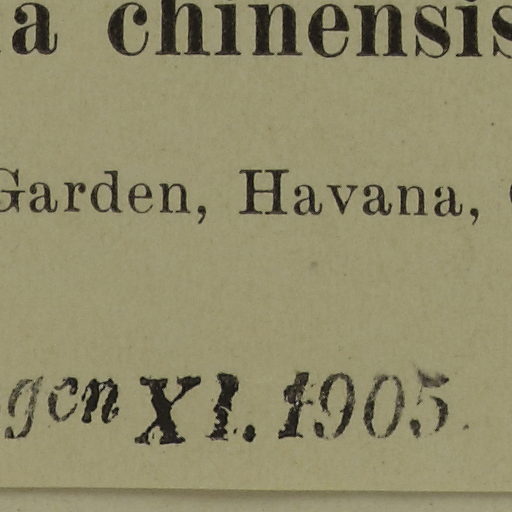 a chinensis
Garden, Havana,
gen XI. 1905.